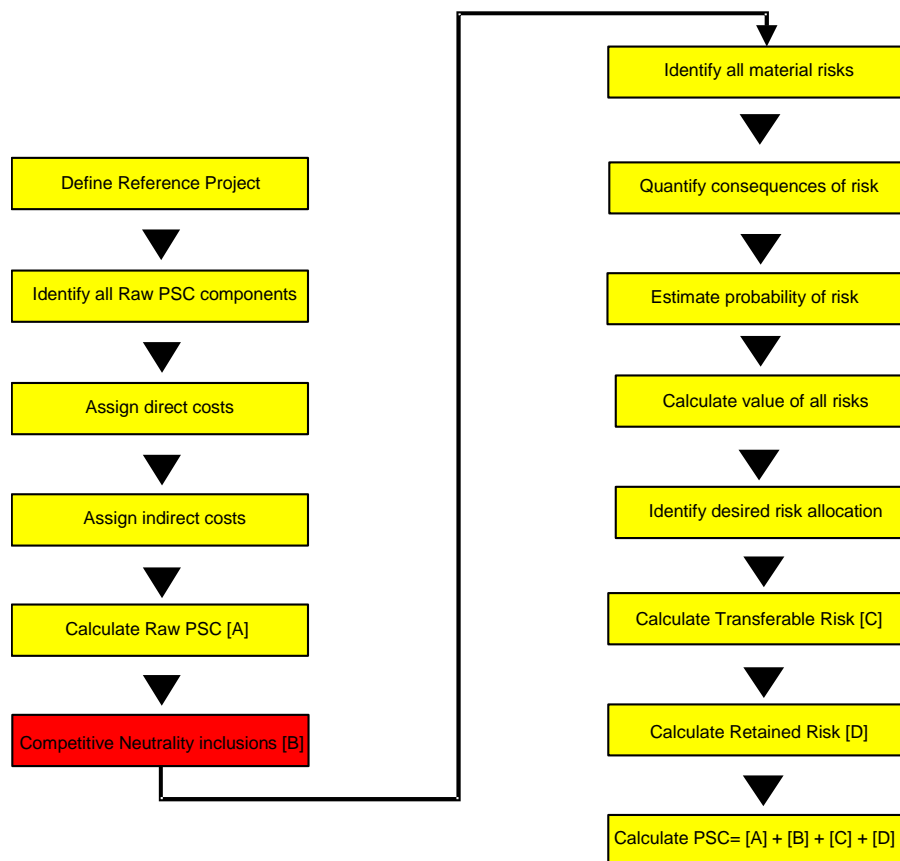 Define Reference Project
Identify all Raw PSC components
Assign direct costs
Assign indirect costs
Calculate Raw PSC [A]
Competitive Neutrality inclusions [B]
Identify all material risks
Quantify consequences of risk
Estimate probability of risk
Calculate value of all risks
Identify desired risk allocation
Calculate Transferable Risk [C]
Calculate Retained Risk [D]
Calculate PSC= [A] + [B] + [C] + [D]